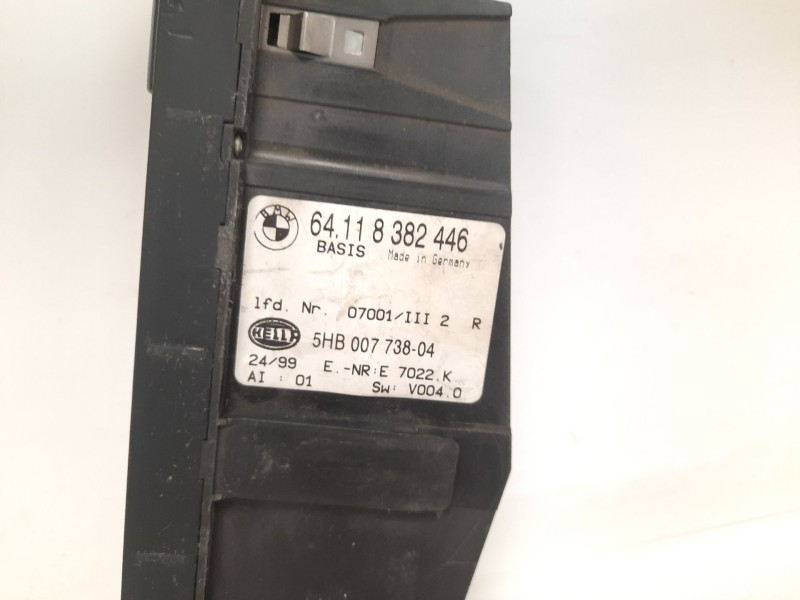 BMW
64.11 8 382 446
BASIS Made in Germany
lfd. Nr. 07001/III 2 R
HELLA 5HB 007 738-04
24/99 E.-NR:E 7022.K
AI : 01 SW: V004.0